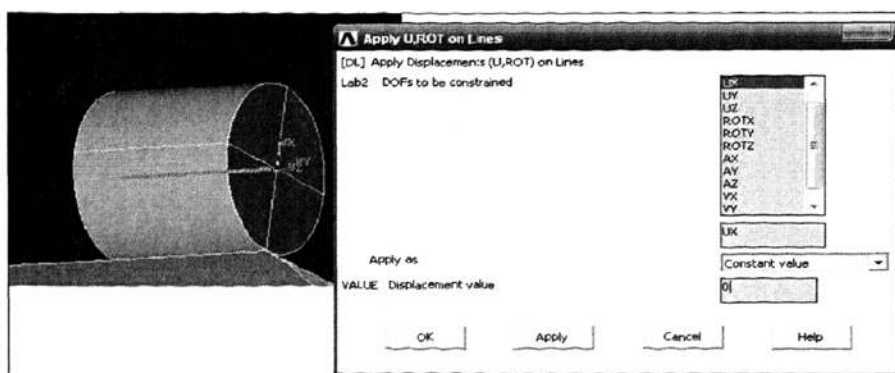 Apply U,ROT on Lines
[DL] Apply Displacemen:s (U,ROT) on Lines
Lab2 DOFs to be constrained
UX
UY
UZ
ROTX
ROTY
ROTZ
AX
AY
AZ
VX
VY
UX
Apply as
Constant value
VALUE Displacement value
0
OK
Apply
Cancel
Help